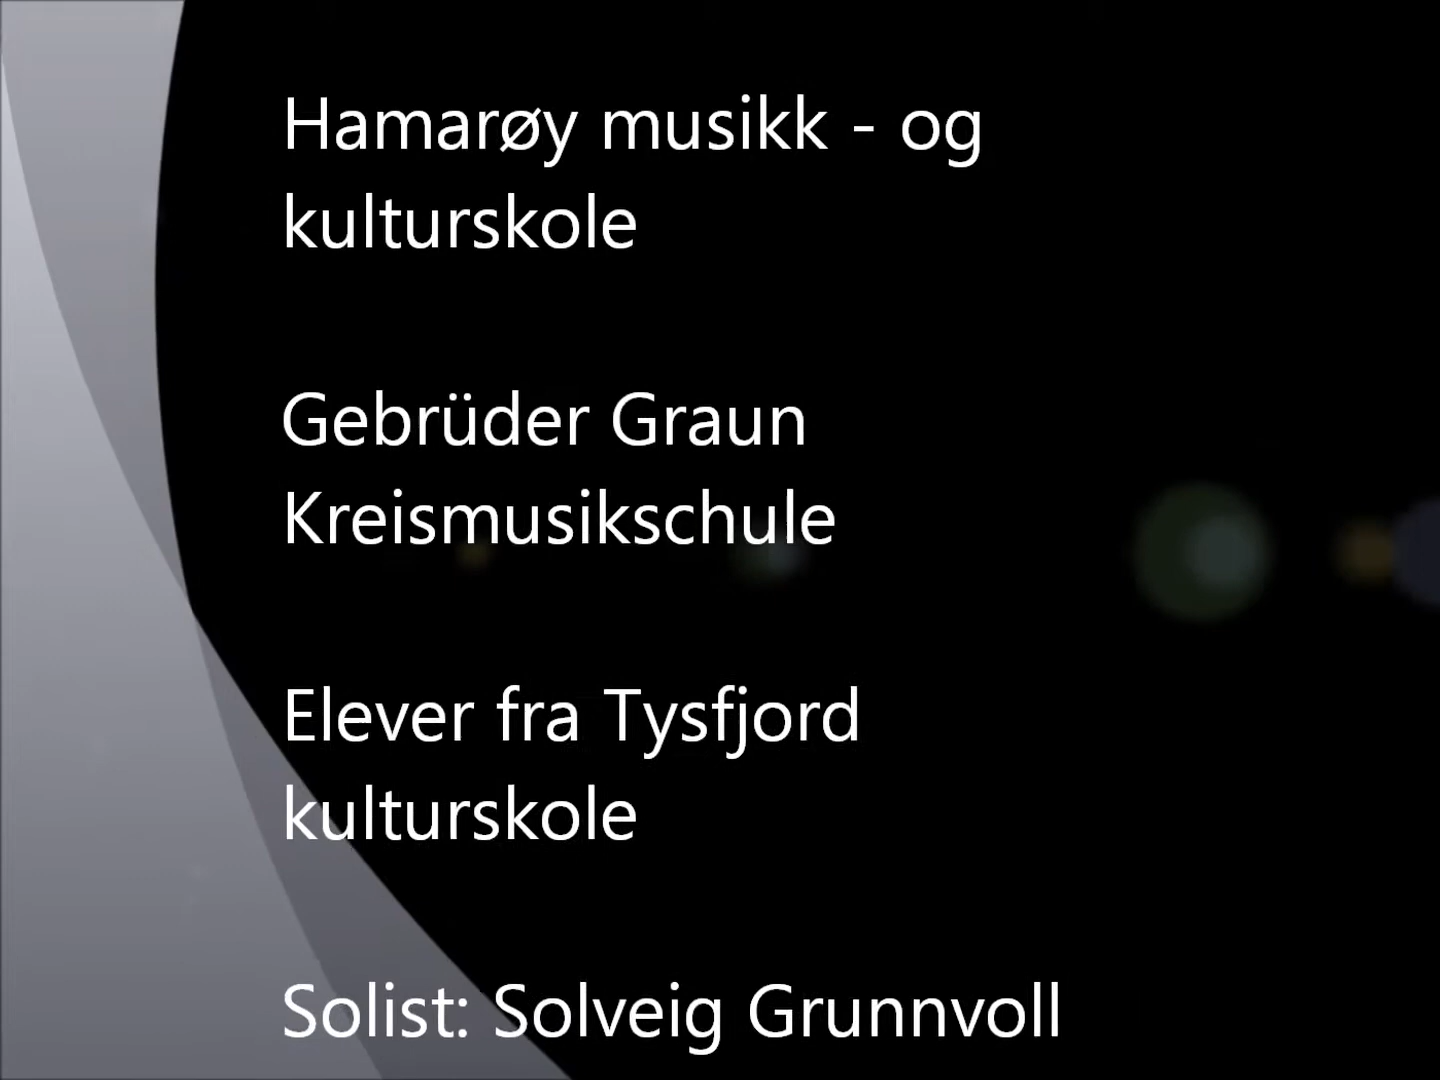 Hamarøy musikk - og
kulturskole
Gebrüder Graun
Kreismusikschule
Elever fra Tysfjord
kulturskole
Solist: Solveig Grunnvoll